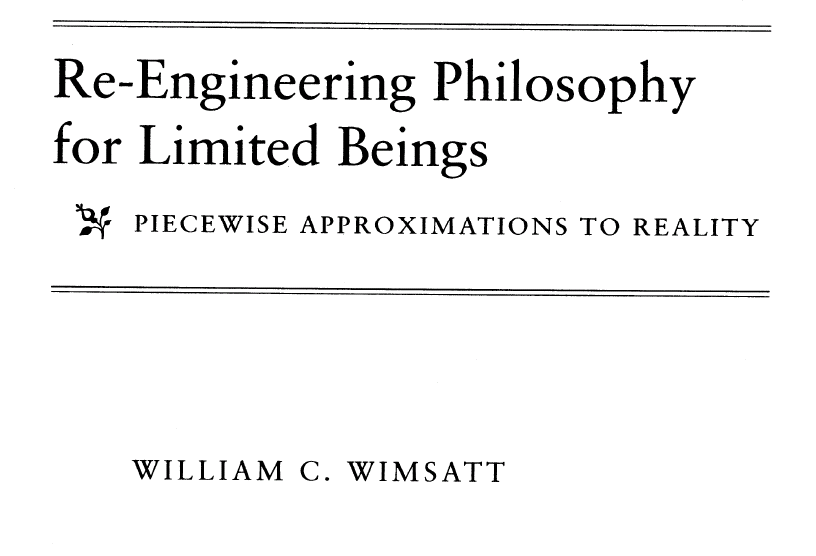 Re-Engineering Philosophy
for Limited Beings
PIECEWISE APPROXIMATIONS TO REALITY
WILLIAM C. WIMSATT